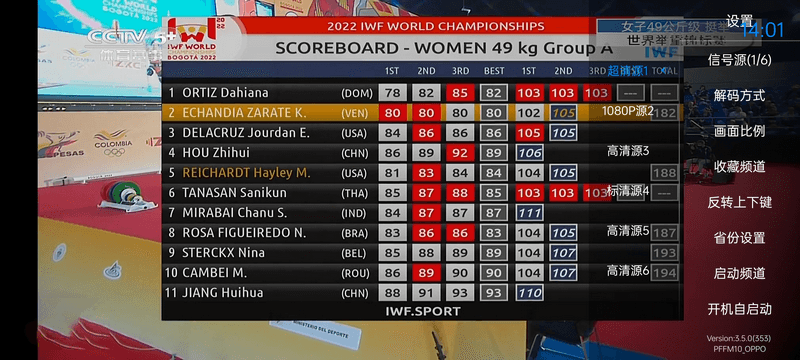 CCTV 5+
体育赛事
2022
IWF WORLD
CHAMPIONSHIPS
BOGOTÁ 2022
2022 IWF WORLD CHAMPIONSHIPS
女子49公斤级 挺举
世界举重锦标赛
SCOREBOARD - WOMEN 49 kg Group A
IWF
1ST 2ND 3RD BEST 1ST 2ND 3RD TOTAL
1 ORTIZ Dahiana (DOM) 78 82 85 82 103 103 103 --- ---
2 ECHANDIA ZARATE K. (VEN) 80 80 80 80 102 105 182
3 DELACRUZ Jourdan E. (USA) 84 86 86 86 105 105
4 HOU Zhihui (CHN) 86 89 92 89 106
5 REICHARDT Hayley M. (USA) 81 83 84 84 104 105 188
6 TANASAN Sanikun (THA) 85 87 88 85 103 103 103 --- ---
7 MIRABAI Chanu S. (IND) 84 87 87 87 111
8 ROSA FIGUEIREDO N. (BRA) 83 86 86 83 104 105 187
9 STERCKX Nina (BEL) 85 88 89 89 104 107 193
10 CAMBEI M. (ROU) 86 89 90 90 104 107 194
11 JIANG Huihua (CHN) 88 91 93 93 110
IWF.SPORT
COLOMBIA
MINISTERIO DEL DEPORTE
超清源1
1080P源2
高清源3
标清源4
高清源5
高清源6
设置
14:01
信号源(1/6)
解码方式
画面比例
收藏频道
反转上下键
省份设置
启动频道
开机自启动
Version:3.5.0(353)
PFFM10_OPPO